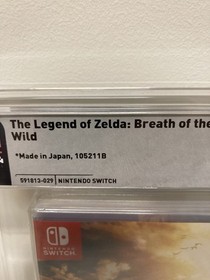 The Legend of Zelda: Breath of the
Wild
*Made in Japan, 105211B
591813-029 NINTENDO SWITCH
NINTENDO
SWITCH